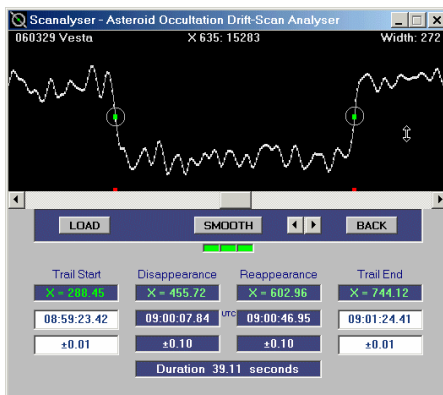 Scanalyser - Asteroid Occultation Drift-Scan Analyser
060329 Vesta X 635: 15283 Width: 272
LOAD SMOOTH BACK
Trail Start Disappearance Reappearance Trail End
X = 288.45 X = 455.72 X = 602.96 X = 744.12
08:59:23.42 09:00:07.84 UTC 09:00:46.95 09:01:24.41
±0.01 ±0.10 ±0.10 ±0.01
Duration 39.11 seconds